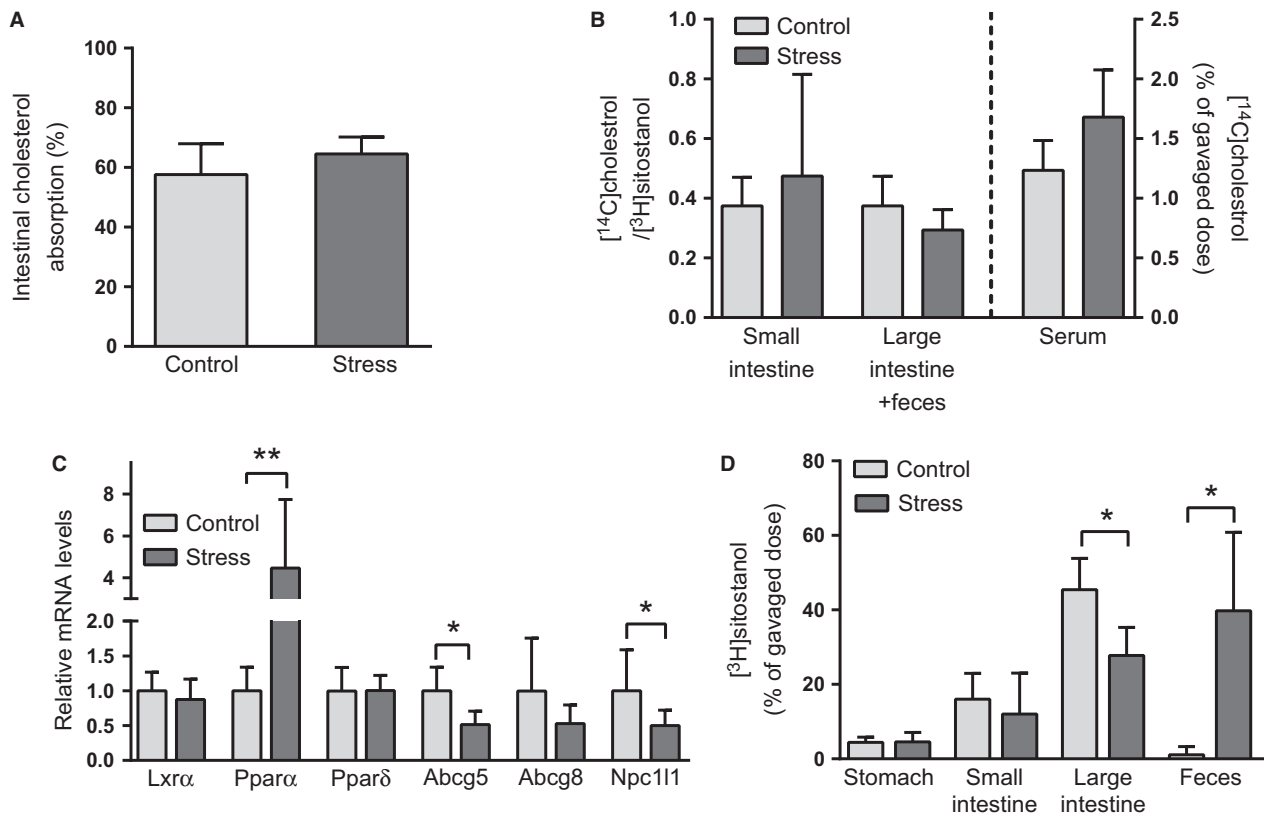 A
Intestinal cholesterol
absorption (%)
100
80
60
40
20
0
Control
Stress
B
Control
Stress
[¹⁴C]cholestrol
/[³H]sitostanol
1.0
0.8
0.6
0.4
0.2
0.0
2.5
2.0
1.5
1.0
0.5
0.0
[¹⁴C]cholestrol
(% of gavaged dose)
Small
intestine
Large
intestine
+feces
Serum
C
Relative mRNA levels
8
6
4
2.0
1.5
1.0
0.5
0.0
Control
Stress
**
*
*
Lxrα
Pparα
Pparδ
Abcg5
Abcg8
Npc1l1
D
[³H]sitostanol
(% of gavaged dose)
80
60
40
20
0
Control
Stress
*
*
Stomach
Small
intestine
Large
intestine
Feces